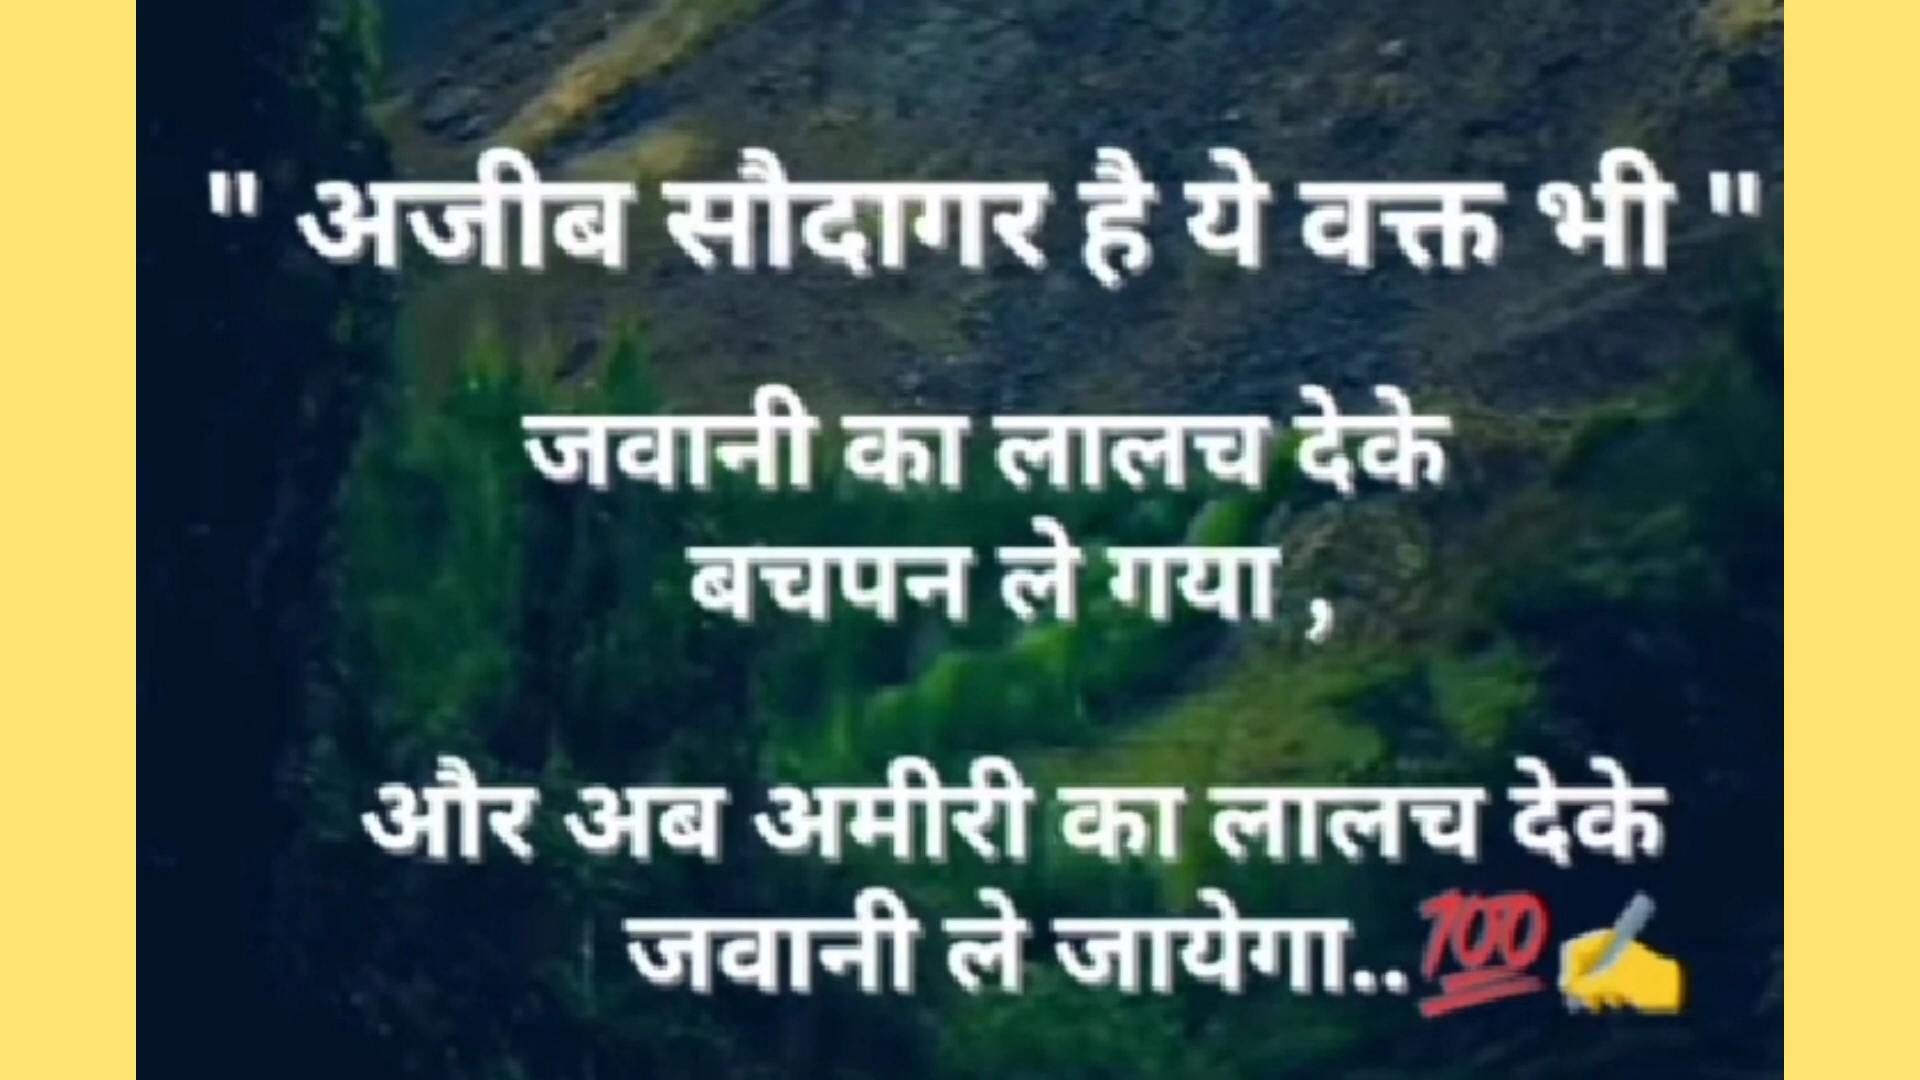 " अजीब सौदागर है ये वक्त भी "
जवानी का लालच देके
बचपन ले गया ,
और अब अमीरी का लालच देके
जवानी ले जायेगा..💯✍